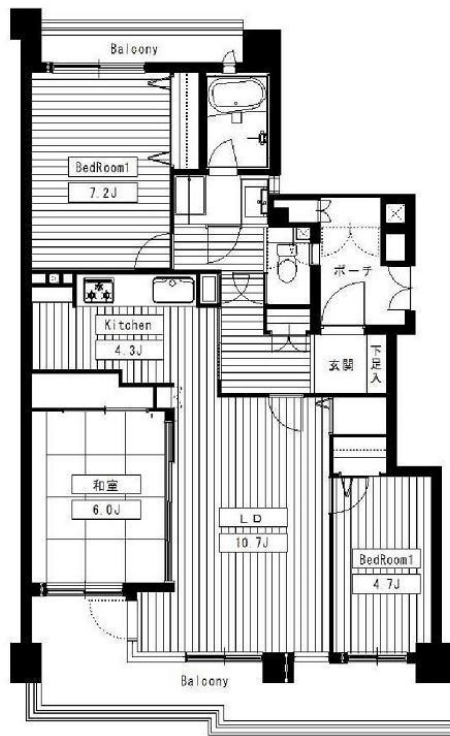 Balcony
BedRoom1
7.2J
ポーチ
Kitchen
4.3J
玄関
下足入
和室
6.0J
LD
10.7J
BedRoom1
4.7J
Balcony